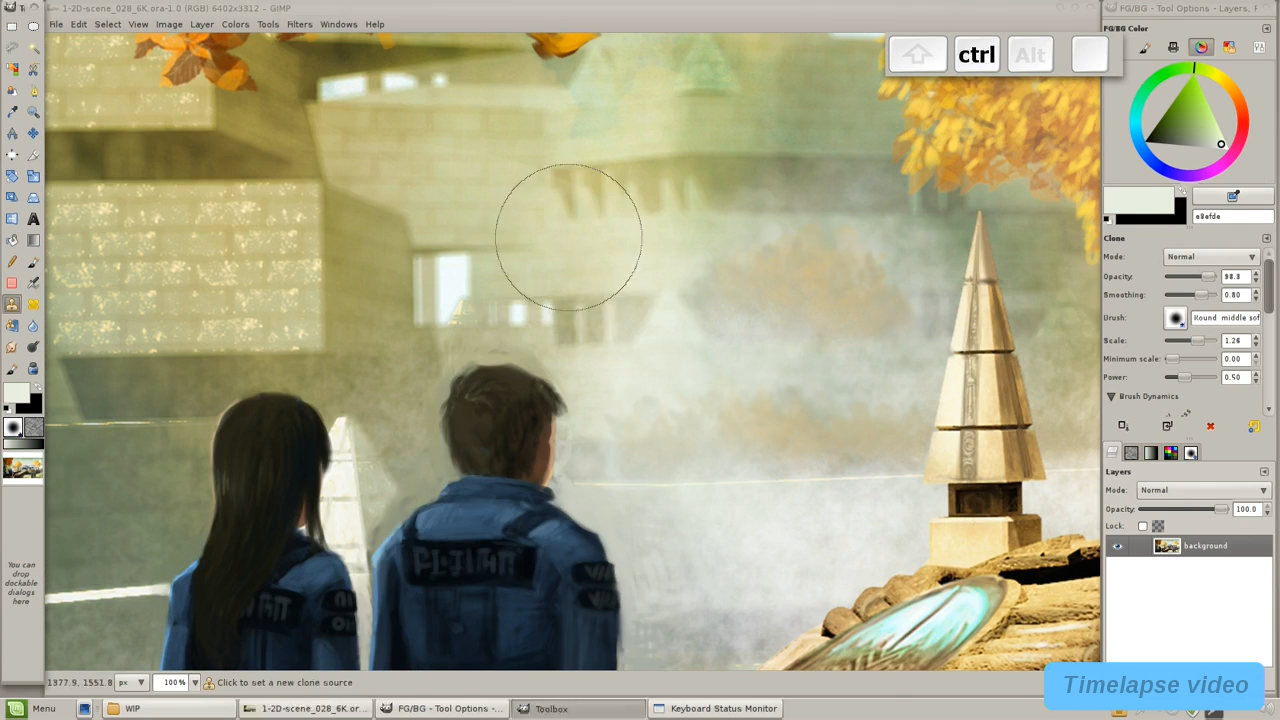 1-2D-scene_028_6K.ora-1.0 (RGB) 6402x3312 – GIMP
FG/BG - Tool Options - Layers, F
File Edit Select View Image Layer Colors Tools Filters Windows Help
ctrl
Alt
FG/BG Color
e8efde
Clone
Mode: Normal
Opacity: 98.8
Smoothing: 0.80
Brush: Round middle sof
Scale: 1.26
Minimum scale: 0.00
Power: 0.50
Brush Dynamics
Layers
Mode: Normal
Opacity: 100.0
Lock:
background
You can
drop
dockable
dialogs
here
1377.9, 1551.8 px 100% Click to set a new clone source
Timelapse video
Menu WIP 1-2D-scene_028_6K.or... FG/BG - Tool Options -... Toolbox Keyboard Status Monitor